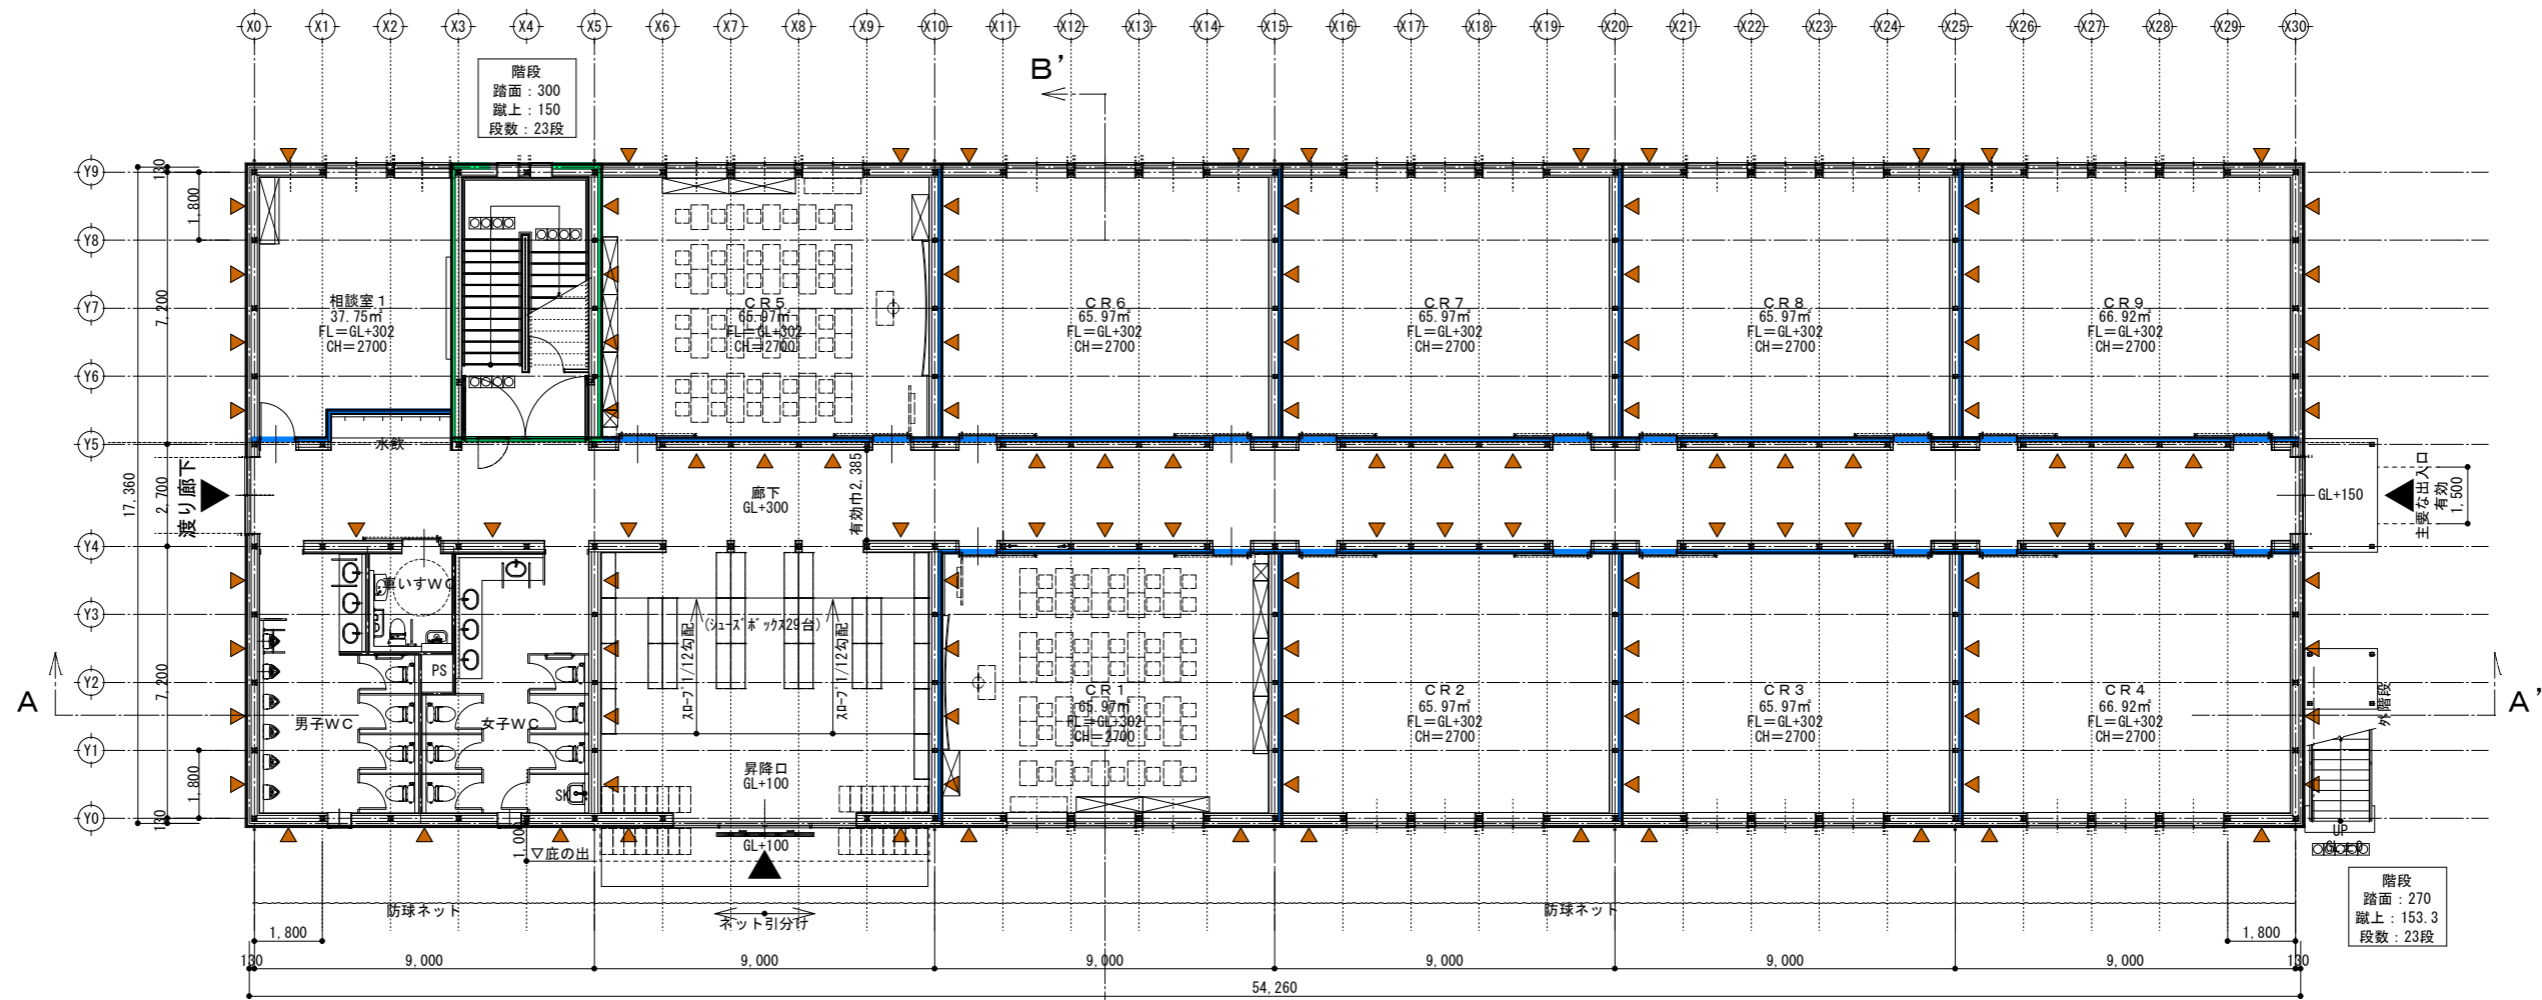 X0 X1 X2 X3 X4 X5 X6 X7 X8 X9 X10 X11 X12 X13 X14 X15 X16 X17 X18 X19 X20 X21 X22 X23 X24 X25 X26 X27 X28 X29 X30
階段
踏面：300
蹴上：150
段数：23段
B’
Y9
Y8
Y7
Y6
Y5
Y4
Y3
Y2
Y1
Y0
130
1,800
7,200
17,360
2,700
7,200
1,800
130
相談室1
37.75㎡
FL=GL+302
CH=2700
CR5
65.97㎡
FL=GL+302
CH=2700
CR6
65.97㎡
FL=GL+302
CH=2700
CR7
65.97㎡
FL=GL+302
CH=2700
CR8
65.97㎡
FL=GL+302
CH=2700
CR9
66.92㎡
FL=GL+302
CH=2700
水飲
渡り廊下
廊下
GL+300
有効巾2,385
GL+150
主要な出入口
有効
1,500
車いすWC
PS
男子WC
女子WC
SK
(ｼｭｰｽﾞﾎﾞｯｸｽ29台)
ｽﾛｰﾌﾟ1/12勾配
ｽﾛｰﾌﾟ1/12勾配
昇降口
GL+100
GL+100
CR1
65.97㎡
FL=GL+302
CH=2700
CR2
65.97㎡
FL=GL+302
CH=2700
CR3
65.97㎡
FL=GL+302
CH=2700
CR4
66.92㎡
FL=GL+302
CH=2700
A
A’
外階段
UP
1,000
▽庇の出
防球ネット
ネット引分け
防球ネット
階段
踏面：270
蹴上：153.3
段数：23段
1,800
1,800
130
9,000
9,000
9,000
9,000
9,000
9,000
130
54,260